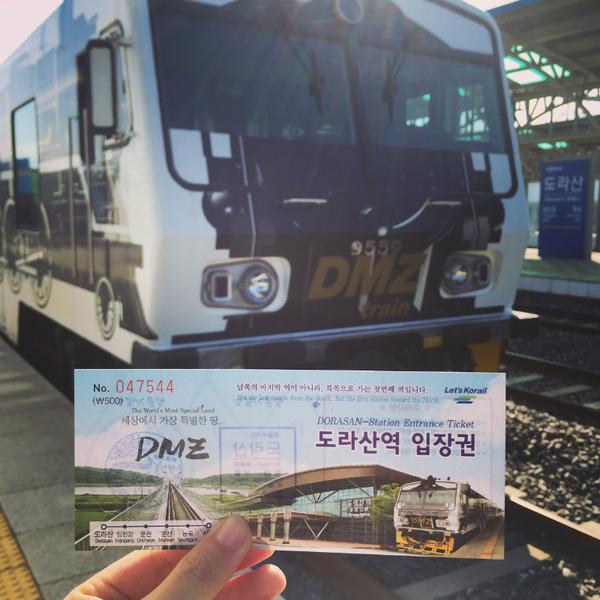 9559
DMZ
train
도라산
No. 047544
(₩500)
남쪽의 마지막 역이 아니라, 북쪽으로 가는 첫번째 역입니다.
Let's Korail
last station from the South, But the first station toward the North.
The World's Most Special Land
세상에서 가장 특별한 땅,
DMZ
DORASAN-Station Entrance Ticket
도라산역 입장권
DMZ
도라산 임진강 운천 문산 능곡
Dorasan Imjingang Uncheon Munsan